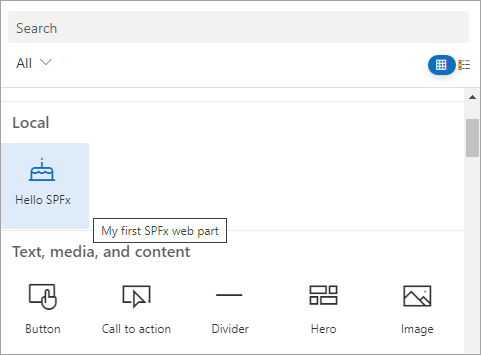 Search
All
Local
Hello SPFx
My first SPFx web part
Text, media, and content
Button Call to action Divider Hero Image